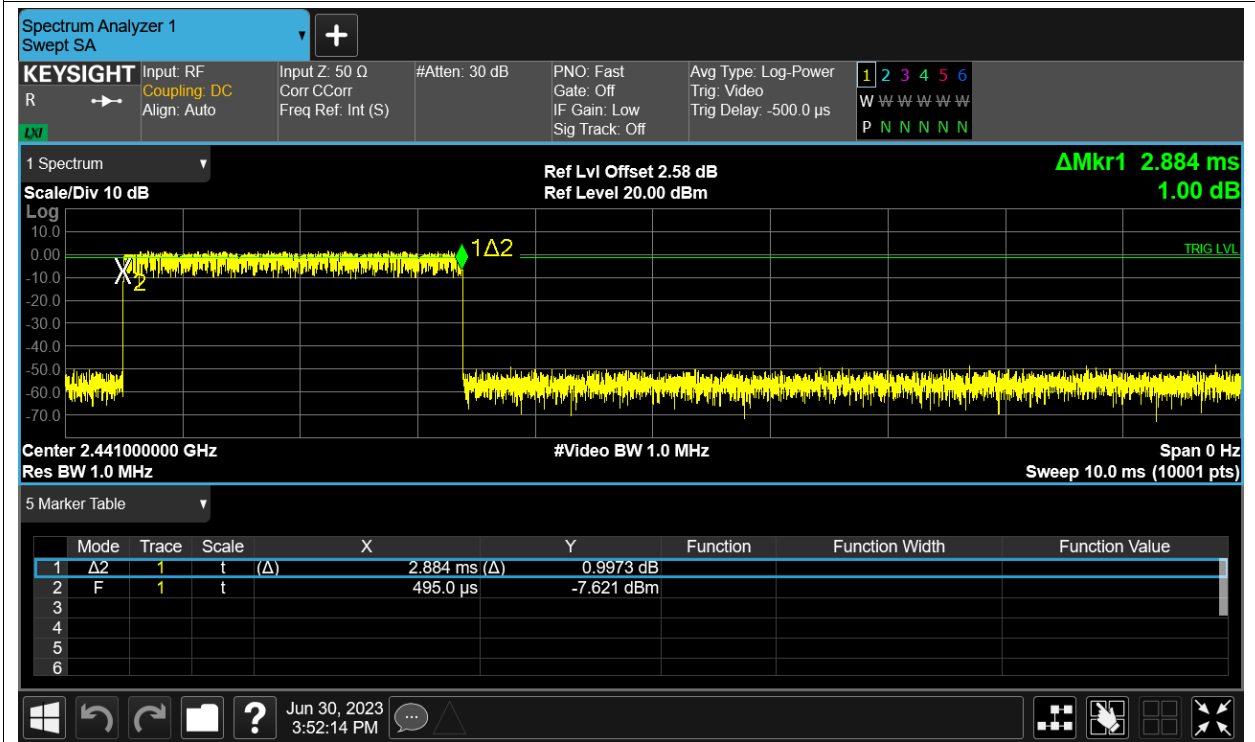 Spectrum Analyzer 1
Swept SA
+
KEYSIGHT Input: RF Input Z: 50 Ω #Atten: 30 dB PNO: Fast Avg Type: Log-Power 1 2 3 4 5 6
R Coupling: DC Corr CCorr Gate: Off Trig: Video W W W W W W
Align: Auto Freq Ref: Int (S) IF Gain: Low Trig Delay: -500.0 µs
LXI Sig Track: Off P N N N N N
1 Spectrum Ref Lvl Offset 2.58 dB ΔMkr1 2.884 ms
Scale/Div 10 dB Ref Level 20.00 dBm 1.00 dB
Log
10.0
0.00 1Δ2 TRIG LVL
-10.0 X2
-20.0
-30.0
-40.0
-50.0
-60.0
-70.0
Center 2.441000000 GHz #Video BW 1.0 MHz Span 0 Hz
Res BW 1.0 MHz Sweep 10.0 ms (10001 pts)
5 Marker Table
Mode Trace Scale X Y Function Function Width Function Value
1 Δ2 1 t (Δ) 2.884 ms (Δ) 0.9973 dB
2 F 1 t 495.0 µs -7.621 dBm
3
4
5
6
? Jun 30, 2023
3:52:14 PM